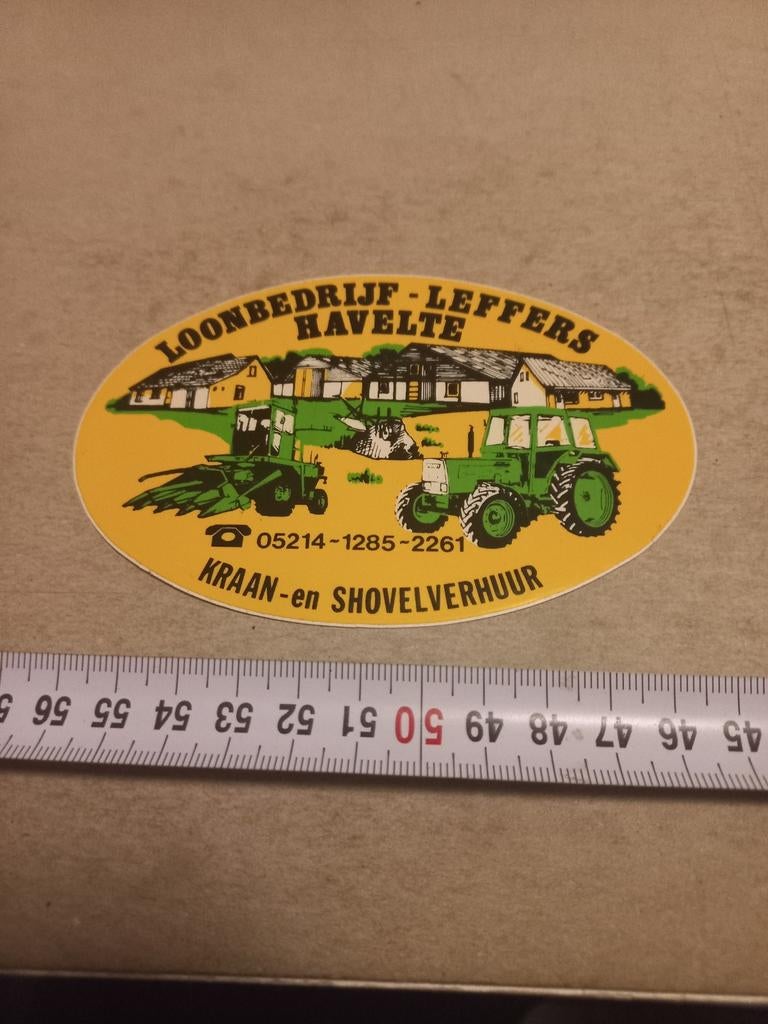 LOONBEDRIJF - LEFFERS
HAVELTE
05214~1285~2261
KRAAN-en SHOVELVERHUUR
56 55 54 53 52 51 50 49 48 47 46 45